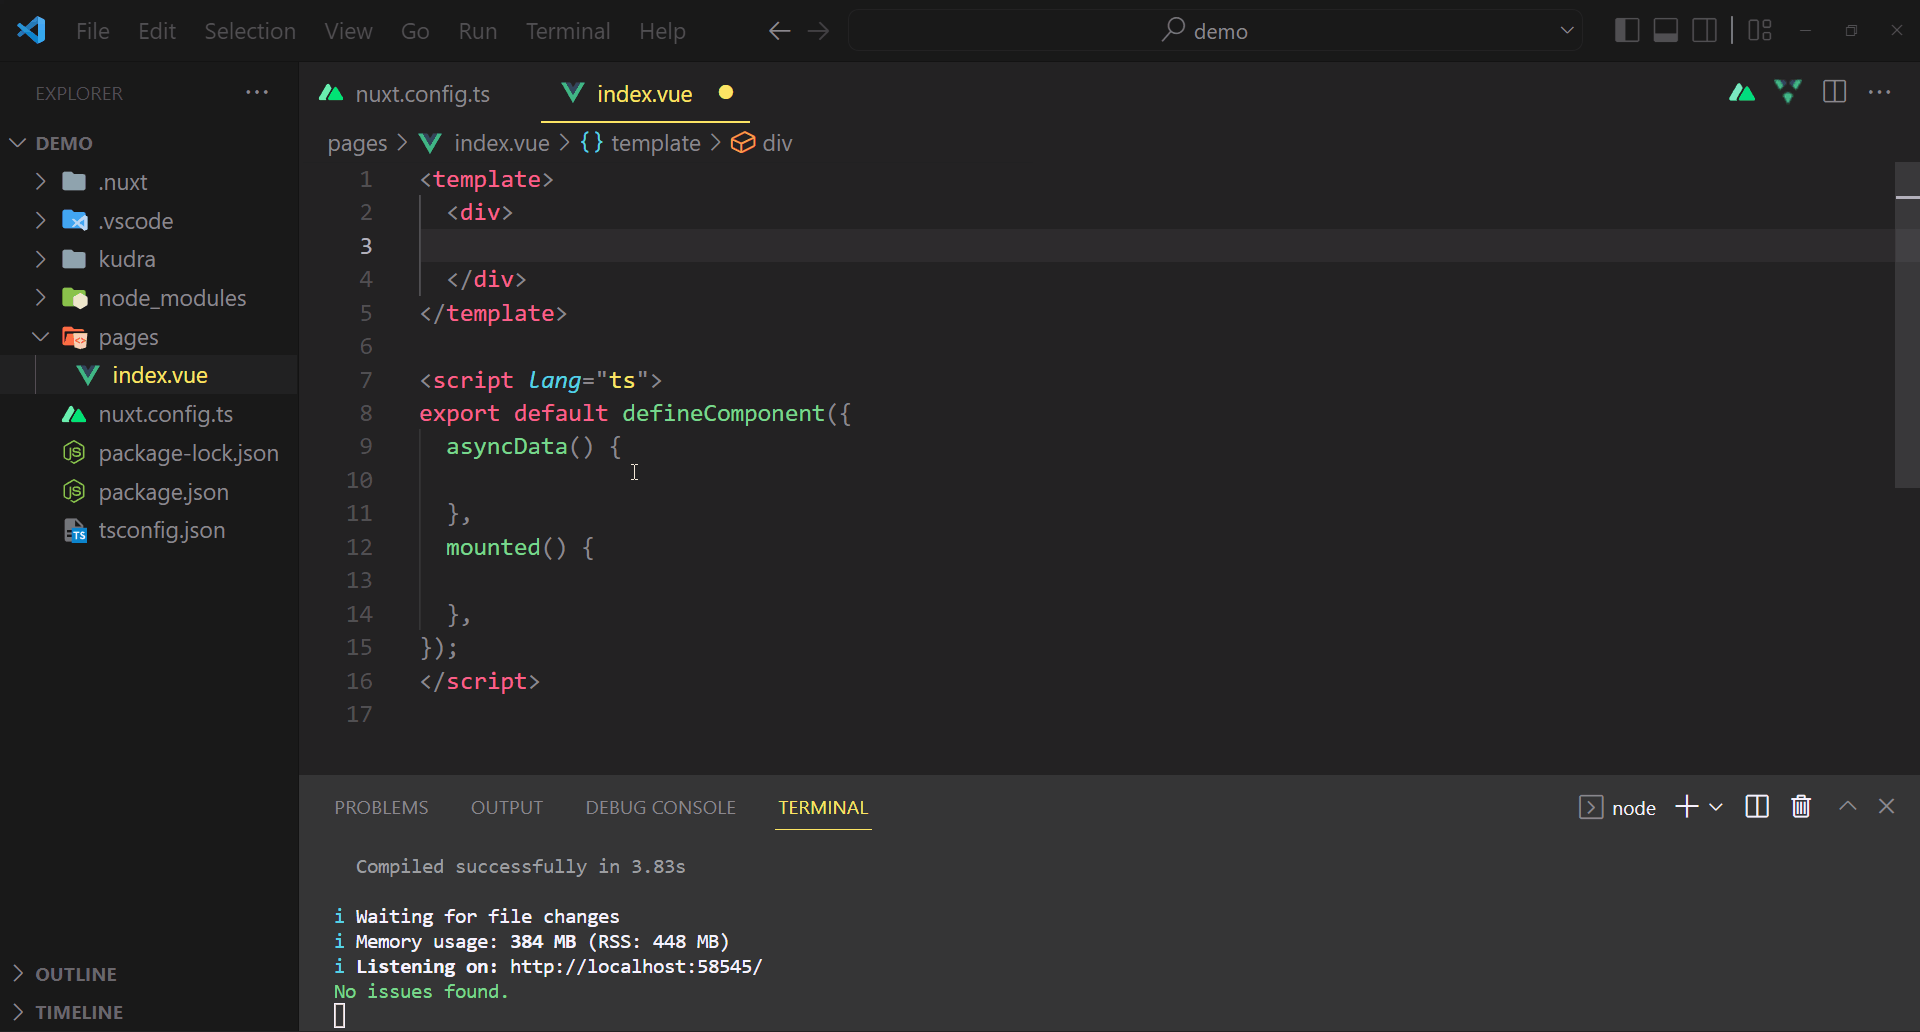 File Edit Selection View Go Run Terminal Help demo
EXPLORER
DEMO
.nuxt
.vscode
kudra
node_modules
pages
index.vue
nuxt.config.ts
package-lock.json
package.json
tsconfig.json
OUTLINE
TIMELINE
nuxt.config.ts index.vue
pages > index.vue > {} template > div
1 <template>
2 <div>
3
4 </div>
5 </template>
6
7 <script lang="ts">
8 export default defineComponent({
9 asyncData() {
10
11 },
12 mounted() {
13
14 },
15 });
16 </script>
17
PROBLEMS OUTPUT DEBUG CONSOLE TERMINAL node
Compiled successfully in 3.83s
i Waiting for file changes
i Memory usage: 384 MB (RSS: 448 MB)
i Listening on: http://localhost:58545/
No issues found.